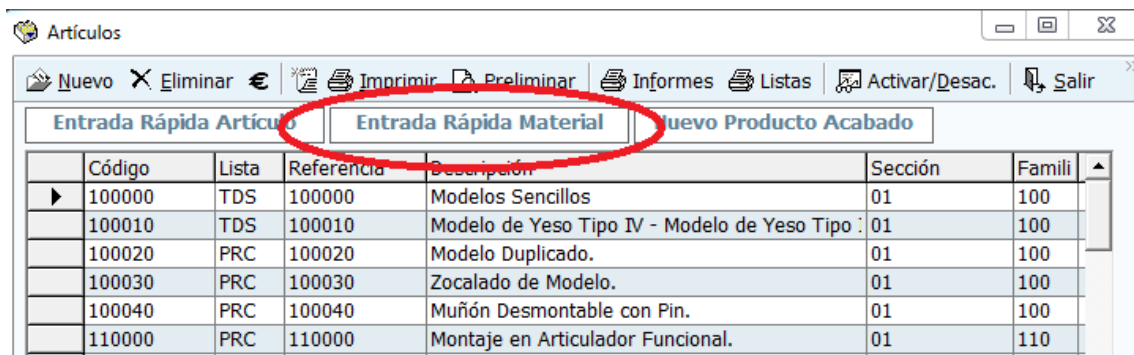 Artículos
Nuevo Eliminar € Imprimir Preliminar Informes Listas Activar/Desac. Salir
Entrada Rápida Artículo Entrada Rápida Material Nuevo Producto Acabado
Código Lista Referencia Descripción Sección Famili
100000 TDS 100000 Modelos Sencillos 01 100
100010 TDS 100010 Modelo de Yeso Tipo IV - Modelo de Yeso Tipo 01 100
100020 PRC 100020 Modelo Duplicado. 01 100
100030 PRC 100030 Zocalado de Modelo. 01 100
100040 PRC 100040 Muñón Desmontable con Pin. 01 100
110000 PRC 110000 Montaje en Articulador Funcional. 01 110